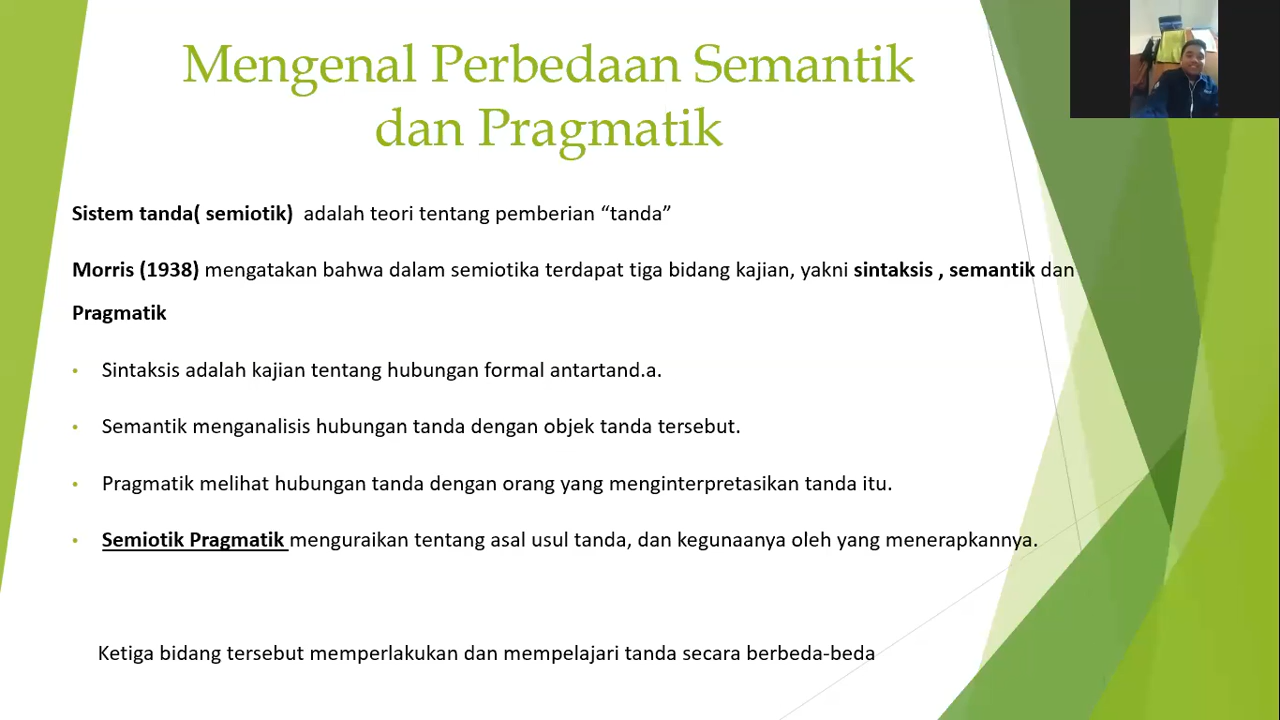 Mengenal Perbedaan Semantik
dan Pragmatik
Sistem tanda( semiotik) adalah teori tentang pemberian “tanda”
Morris (1938) mengatakan bahwa dalam semiotika terdapat tiga bidang kajian, yakni sintaksis , semantik dan
Pragmatik
• Sintaksis adalah kajian tentang hubungan formal antartand.a.
• Semantik menganalisis hubungan tanda dengan objek tanda tersebut.
• Pragmatik melihat hubungan tanda dengan orang yang menginterpretasikan tanda itu.
• Semiotik Pragmatik menguraikan tentang asal usul tanda, dan kegunaanya oleh yang menerapkannya.
Ketiga bidang tersebut memperlakukan dan mempelajari tanda secara berbeda-beda